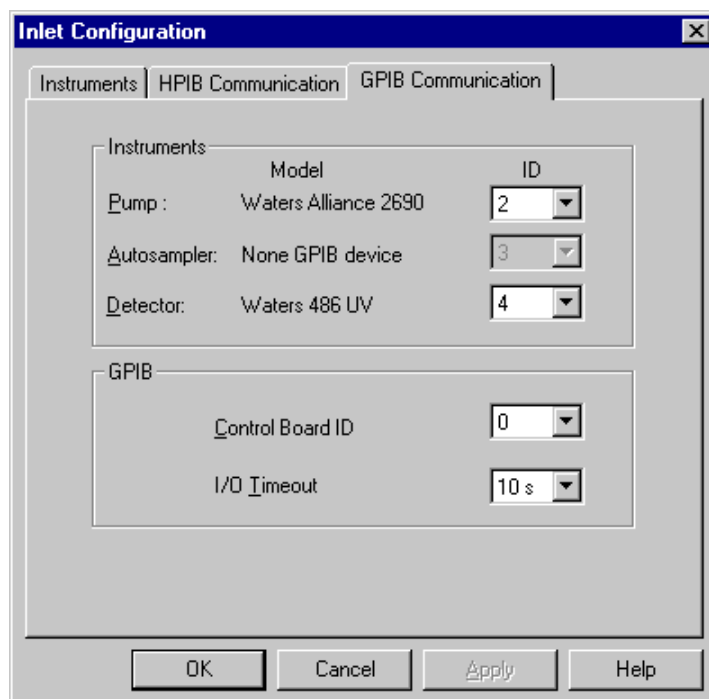 Inlet Configuration
Instruments HPIB Communication GPIB Communication
Instruments
Model ID
Pump : Waters Alliance 2690 2
Autosampler: None GPIB device 3
Detector: Waters 486 UV 4
GPIB
Control Board ID 0
I/O Timeout 10 s
OK Cancel Apply Help